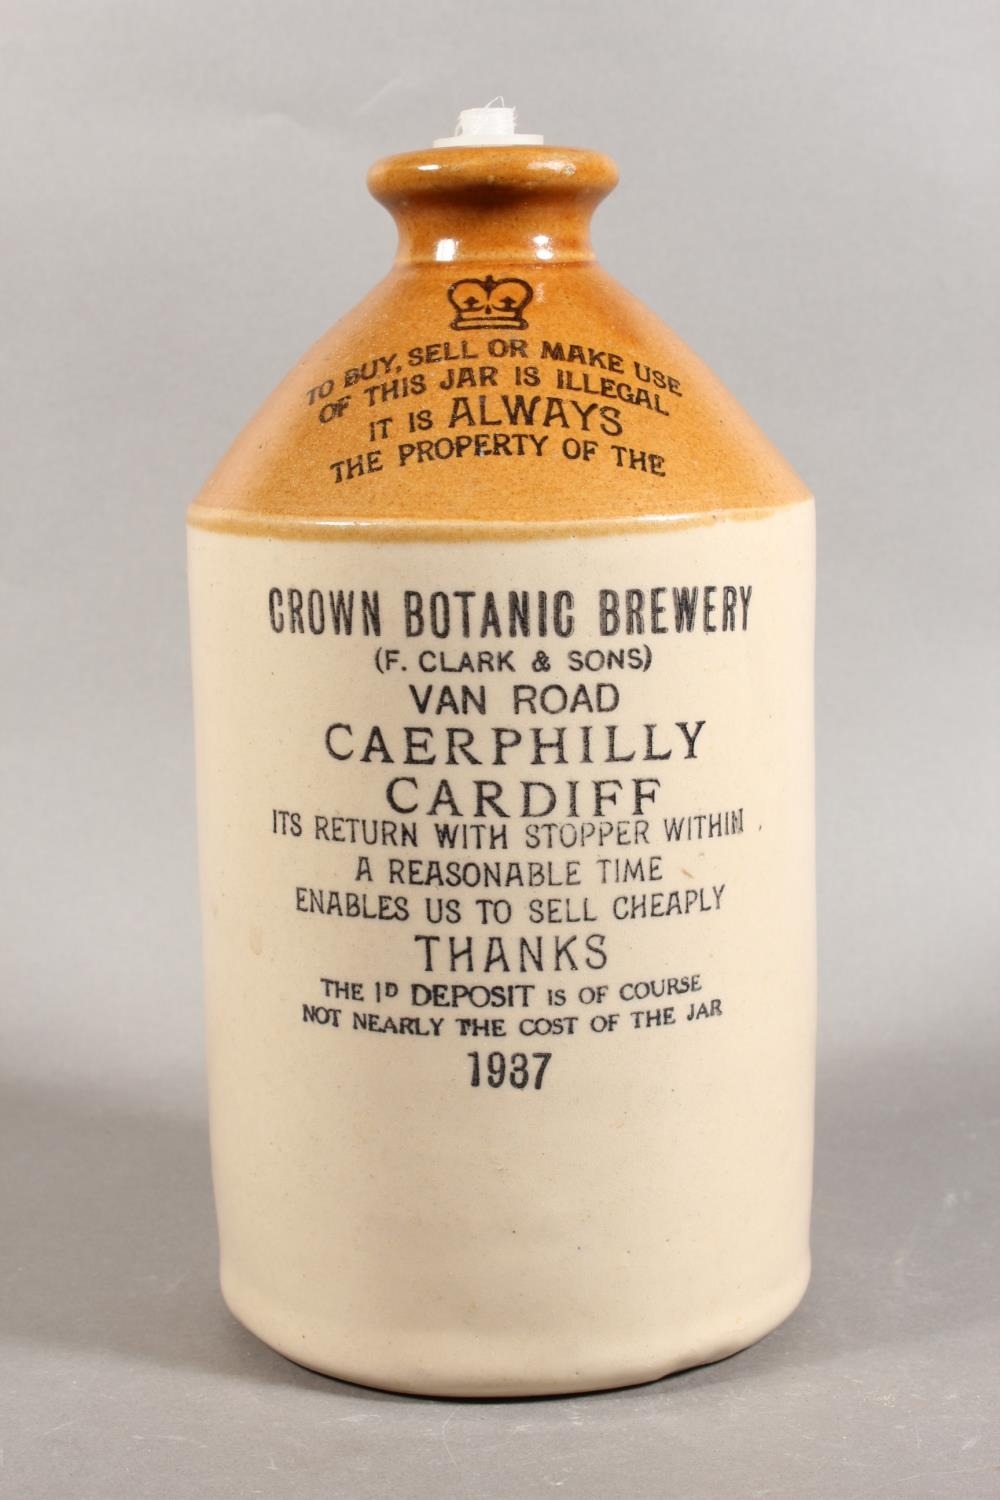 TO BUY, SELL OR MAKE USE
OF THIS JAR IS ILLEGAL
IT IS ALWAYS
THE PROPERTY OF THE
CROWN BOTANIC BREWERY
(F. CLARK & SONS)
VAN ROAD
CAERPHILLY
CARDIFF
ITS RETURN WITH STOPPER WITHIN
A REASONABLE TIME
ENABLES US TO SELL CHEAPLY
THANKS
THE 1D DEPOSIT IS OF COURSE
NOT NEARLY THE COST OF THE JAR
1937